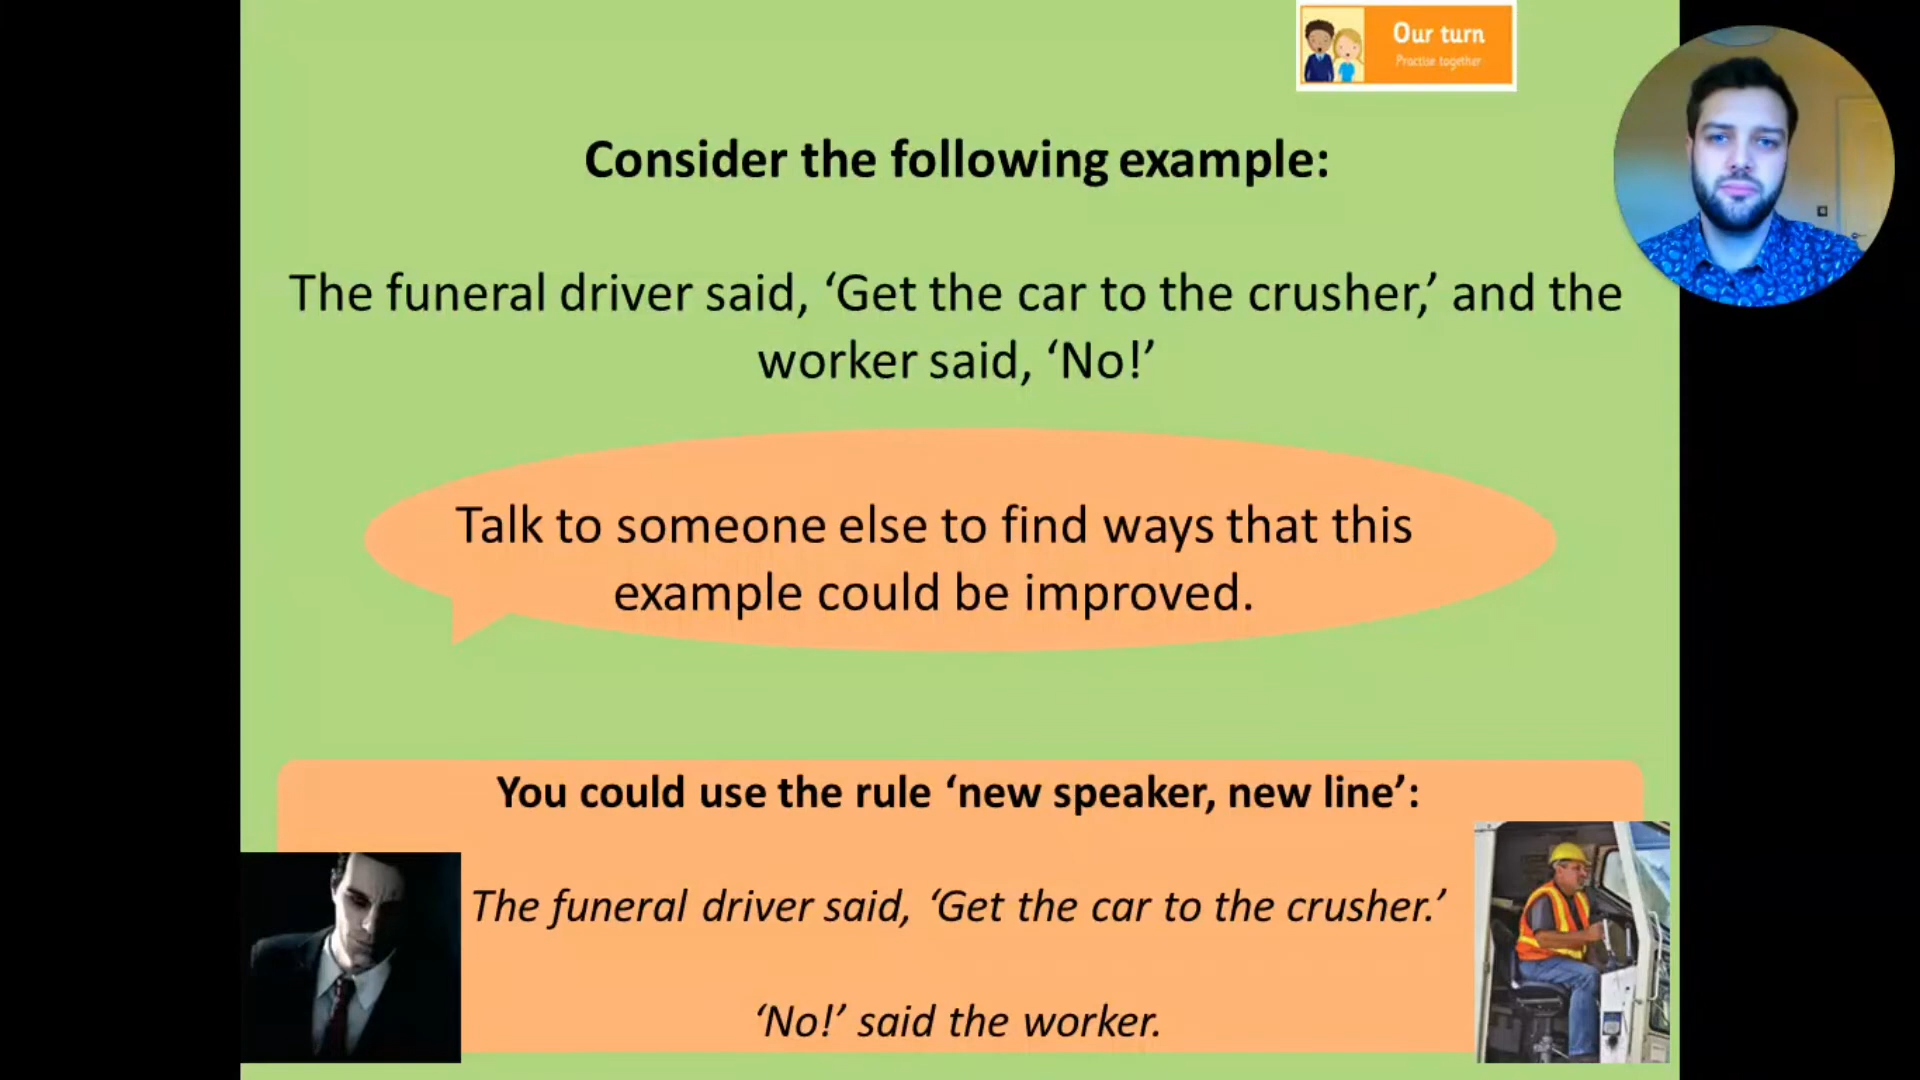 Our turn
Practise together
Consider the following example:
The funeral driver said, ‘Get the car to the crusher,’ and the
worker said, ‘No!’
Talk to someone else to find ways that this
example could be improved.
You could use the rule ‘new speaker, new line’:
The funeral driver said, ‘Get the car to the crusher.’
‘No!’ said the worker.